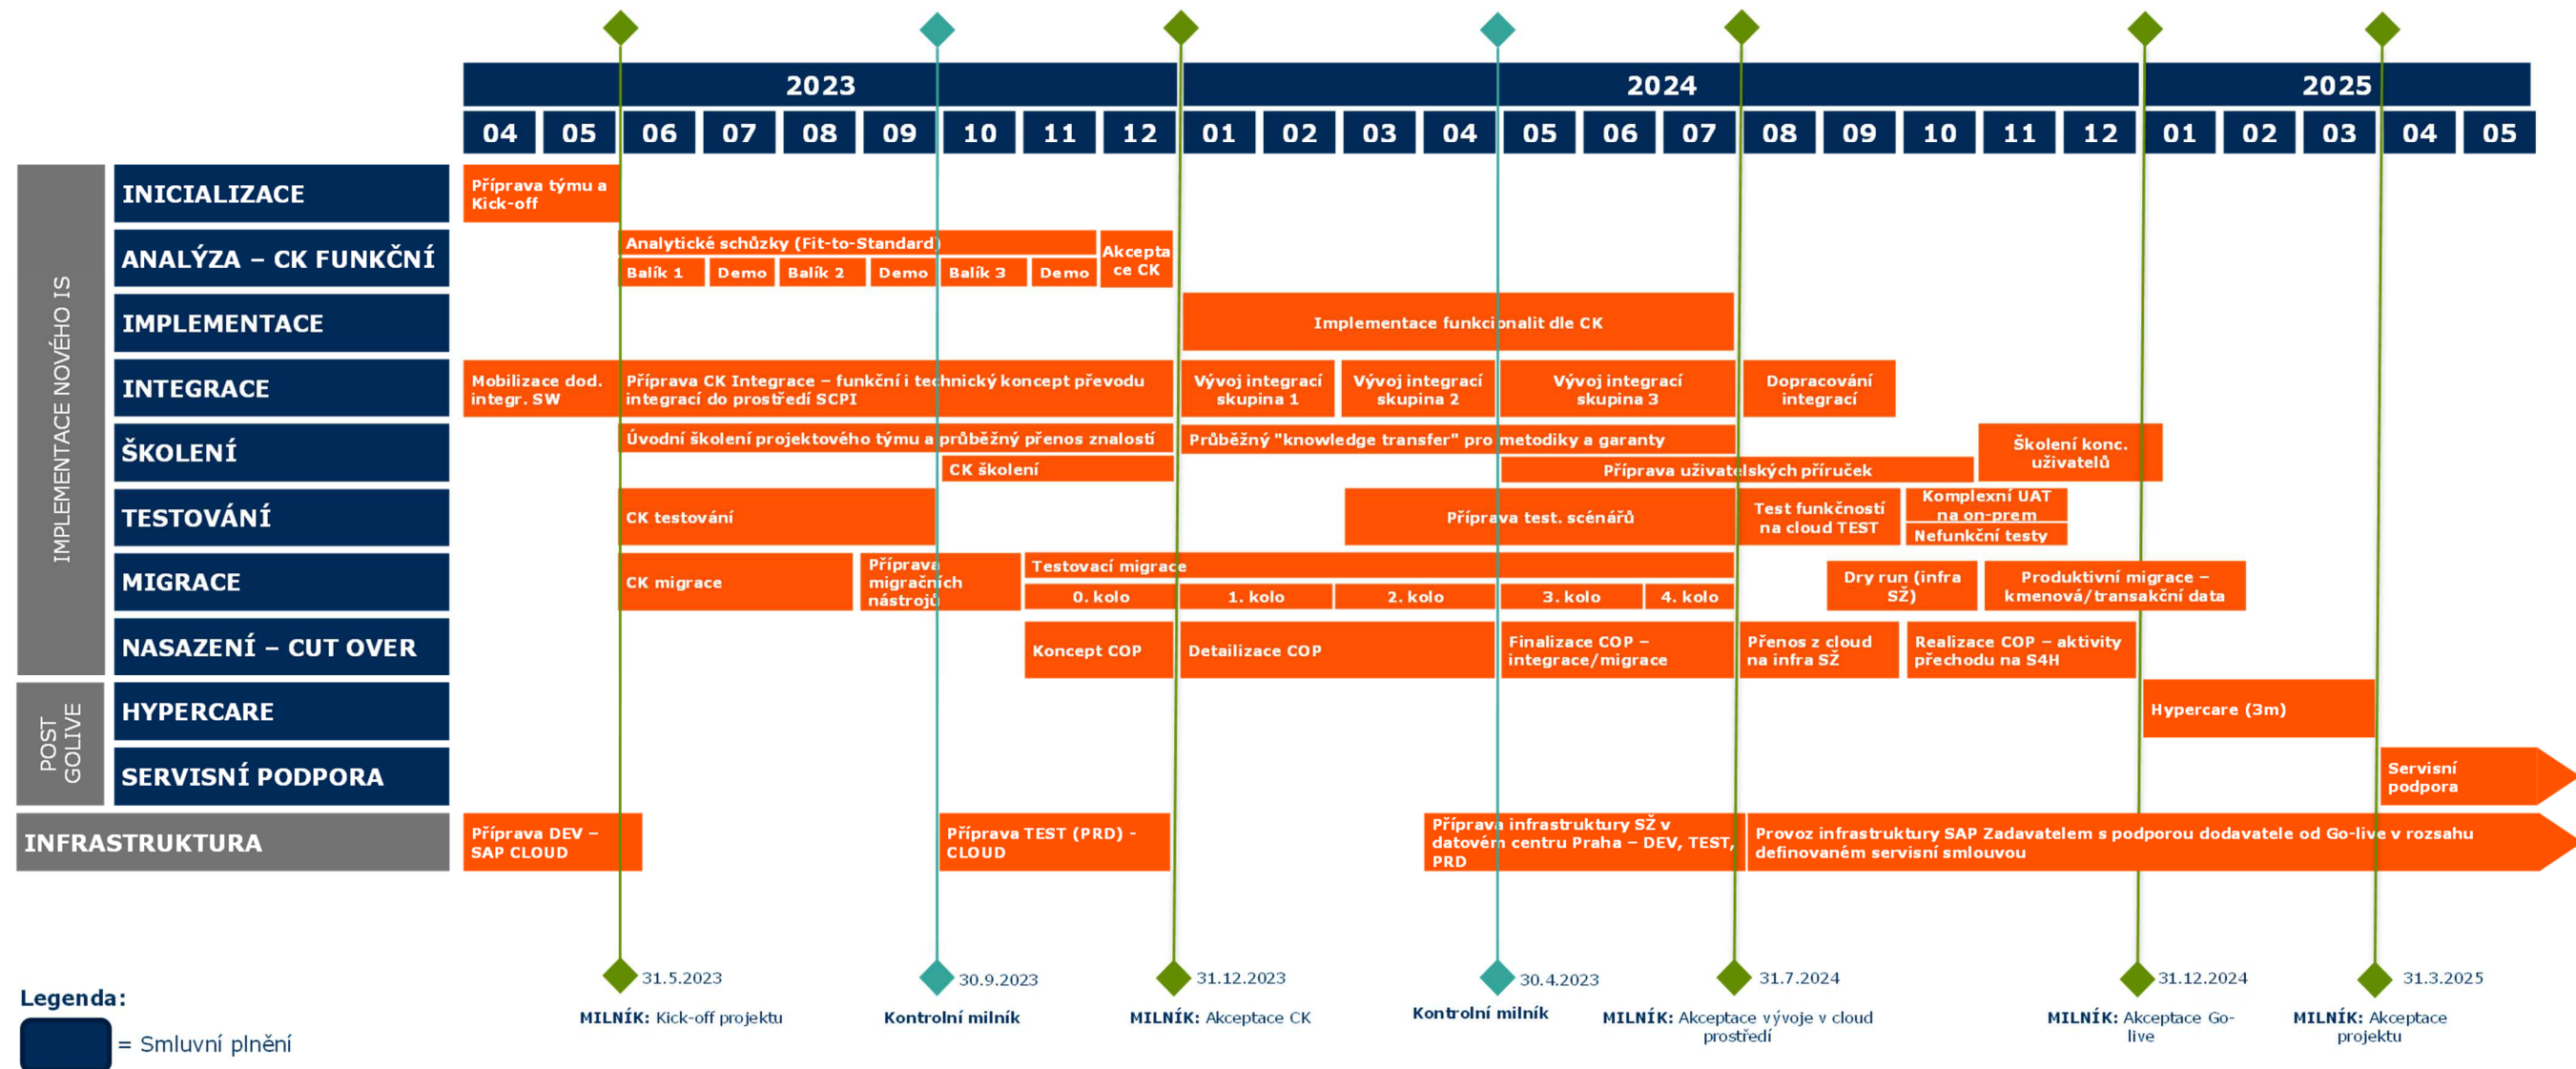 2023
2024
2025
04 05 06 07 08 09 10 11 12 01 02 03 04 05 06 07 08 09 10 11 12 01 02 03 04 05
IMPLEMENTACE NOVÉHO IS
INICIALIZACE
Příprava týmu a
Kick-off
ANALÝZA – CK FUNKČNÍ
Analytické schůzky (Fit-to-Standard)
Balík 1
Demo
Balík 2
Demo
Balík 3
Demo
Akcepta
ce CK
IMPLEMENTACE
Implementace funkcionalit dle CK
INTEGRACE
Mobilizace dod.
integr. SW
Příprava CK Integrace – funkční i technický koncept převodu
integrací do prostředí SCPI
Vývoj integrací
skupina 1
Vývoj integrací
skupina 2
Vývoj integrací
skupina 3
Dopracování
integrací
ŠKOLENÍ
Úvodní školení projektového týmu a průběžný přenos znalostí
CK školení
Průběžný "knowledge transfer" pro metodiky a garanty
Příprava uživatelských příruček
Školení konc.
uživatelů
TESTOVÁNÍ
CK testování
Příprava test. scénářů
Test funkčností
na cloud TEST
Komplexní UAT
na on-prem
Nefunkční testy
MIGRACE
CK migrace
Příprava
migračních
nástrojů
Testovací migrace
0. kolo
1. kolo
2. kolo
3. kolo
4. kolo
Dry run (infra
SŽ)
Produktivní migrace –
kmenová/transakční data
NASAZENÍ – CUT OVER
Koncept COP
Detailizace COP
Finalizace COP –
integrace/migrace
Přenos z cloud
na infra SŽ
Realizace COP – aktivity
přechodu na S4H
POST
GOLIVE
HYPERCARE
Hypercare (3m)
SERVISNÍ PODPORA
Servisní
podpora
INFRASTRUKTURA
Příprava DEV –
SAP CLOUD
Příprava TEST (PRD) -
CLOUD
Příprava infrastruktury SŽ v
datovém centru Praha – DEV, TEST,
PRD
Provoz infrastruktury SAP Zadavatelem s podporou dodavatele od Go-live v rozsahu
definovaném servisní smlouvou
31.5.2023
MILNÍK: Kick-off projektu
30.9.2023
Kontrolní milník
31.12.2023
MILNÍK: Akceptace CK
30.4.2023
Kontrolní milník
31.7.2024
MILNÍK: Akceptace vývoje v cloud
prostředí
31.12.2024
MILNÍK: Akceptace Go-
live
31.3.2025
MILNÍK: Akceptace
projektu
Legenda:
= Smluvní plnění